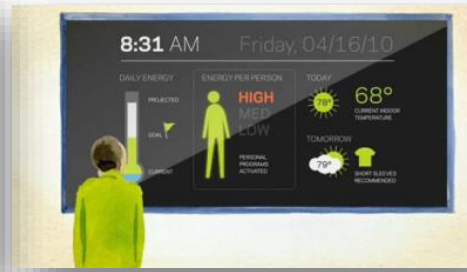 8:31 AM
Friday, 04/16/10
DAILY ENERGY
PROJECTED
GOAL
CURRENT
ENERGY PER PERSON
HIGH
MED
LOW
PERSONAL
PROGRAMS
ACTIVATED
TODAY
78°
68°
CURRENT INDOOR
TEMPERATURE
TOMORROW
79°
SHORT SLEEVES
RECOMMENDED